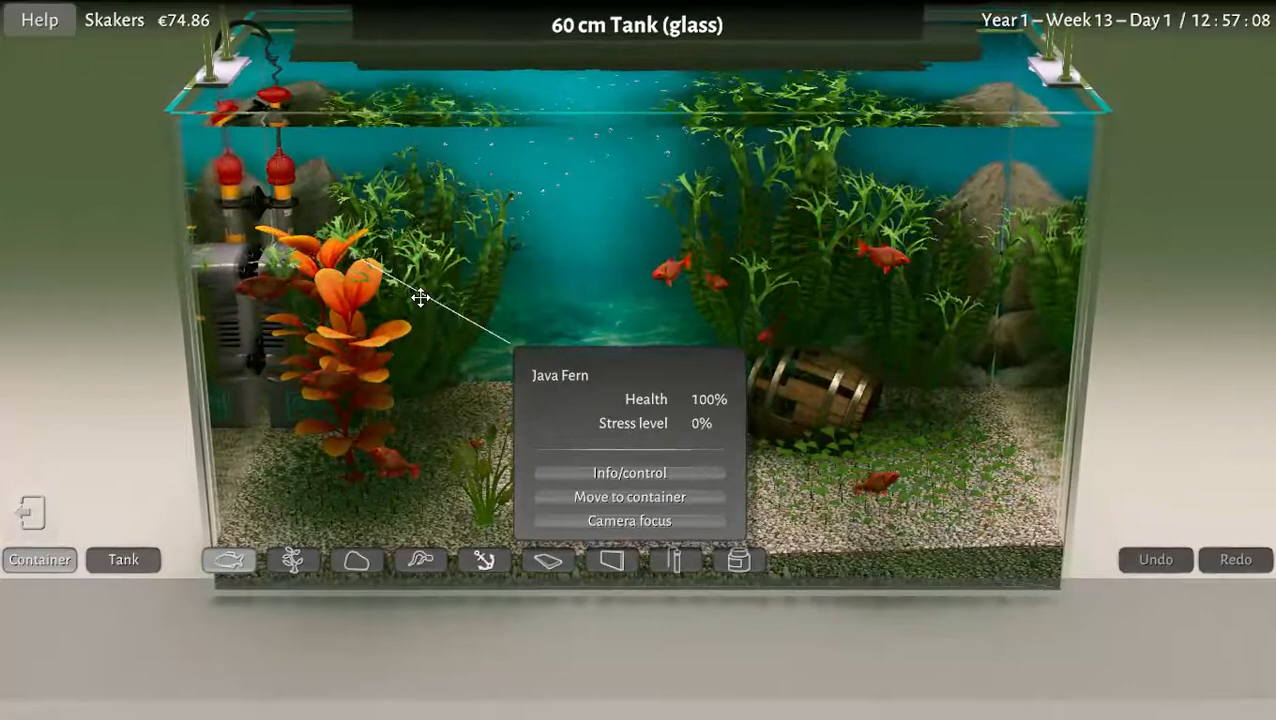 Help
Skakers €74.86
60 cm Tank (glass)
Year 1 – Week 13 – Day 1 / 12:57:08
Java Fern
Health 100%
Stress level 0%
Info/control
Move to container
Camera focus
Container
Tank
Undo
Redo